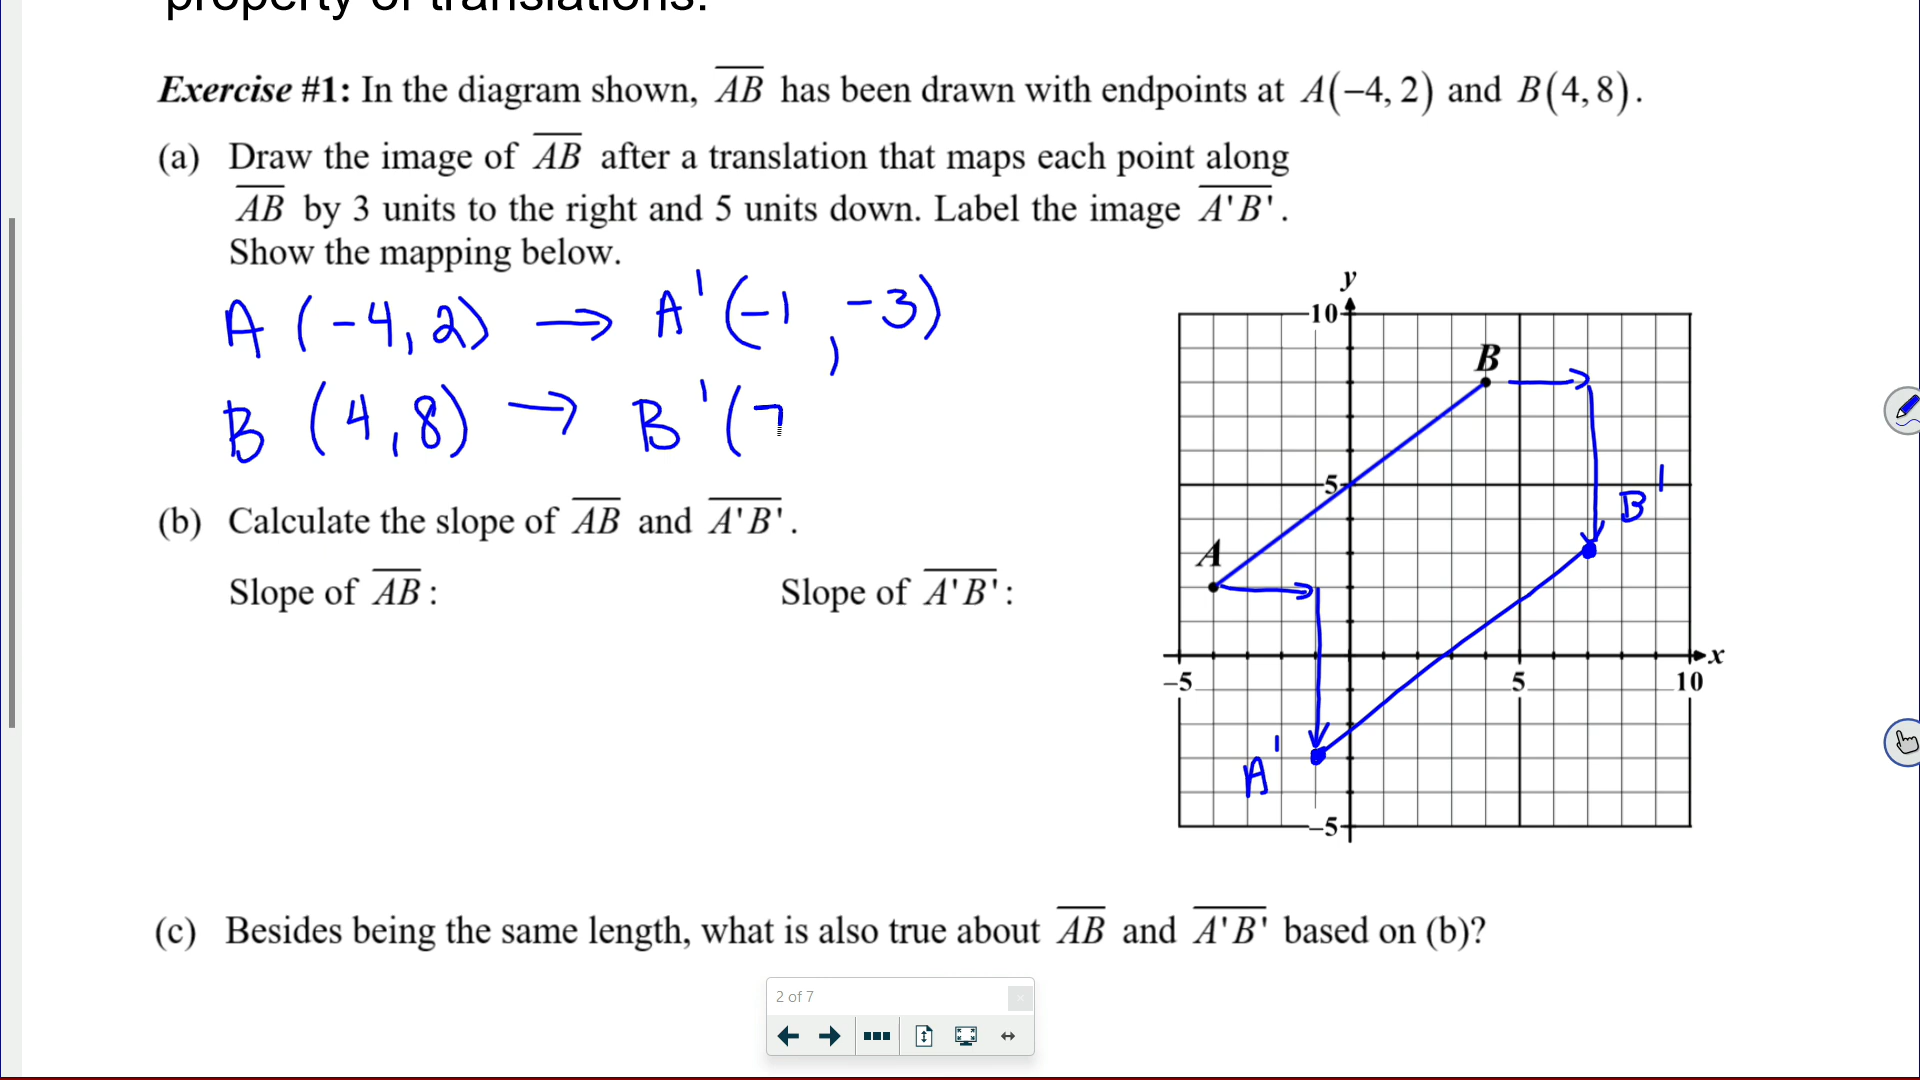 property of translations.
Exercise #1: In the diagram shown, AB has been drawn with endpoints at A(−4, 2) and B(4, 8).
(a) Draw the image of AB after a translation that maps each point along
AB by 3 units to the right and 5 units down. Label the image A'B'.
Show the mapping below.
A (-4, 2) → A' (-1, -3)
B (4, 8) → B' (7
(b) Calculate the slope of AB and A'B'.
Slope of AB:
Slope of A'B':
y
10
B
5
B'
A
x
−5
5
10
A'
−5
(c) Besides being the same length, what is also true about AB and A'B' based on (b)?
2 of 7